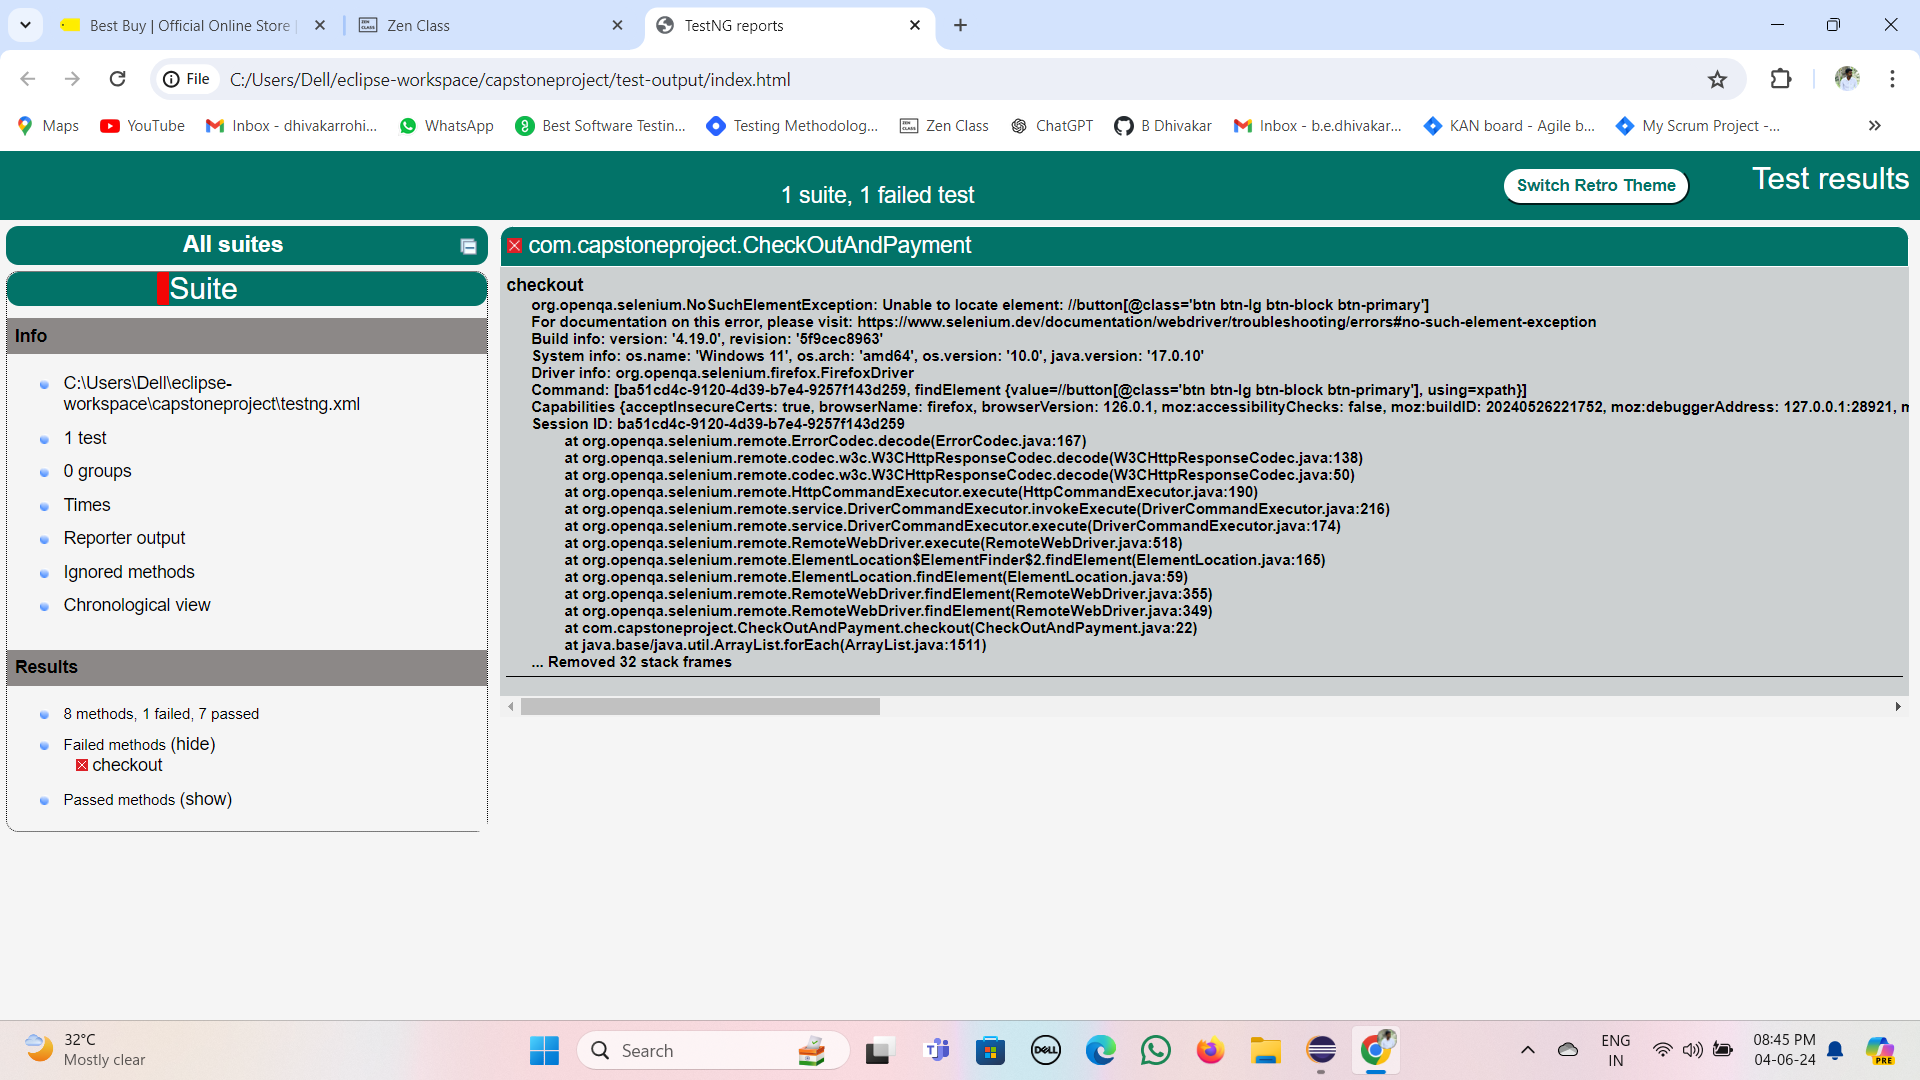 Best Buy | Official Online Store |
Zen Class
TestNG reports
File
C:/Users/Dell/eclipse-workspace/capstoneproject/test-output/index.html
Maps
YouTube
Inbox - dhivakarrohi...
WhatsApp
Best Software Testin...
Testing Methodolog...
Zen Class
ChatGPT
B Dhivakar
Inbox - b.e.dhivakar...
KAN board - Agile b...
My Scrum Project -...
1 suite, 1 failed test
Switch Retro Theme
Test results
All suites
Suite
Info
C:\Users\Dell\eclipse-
workspace\capstoneproject\testng.xml
1 test
0 groups
Times
Reporter output
Ignored methods
Chronological view
Results
8 methods, 1 failed, 7 passed
Failed methods (hide)
checkout
Passed methods (show)
com.capstoneproject.CheckOutAndPayment
checkout
org.openqa.selenium.NoSuchElementException: Unable to locate element: //button[@class='btn btn-lg btn-block btn-primary']
For documentation on this error, please visit: https://www.selenium.dev/documentation/webdriver/troubleshooting/errors#no-such-element-exception
Build info: version: '4.19.0', revision: '5f9cec8963'
System info: os.name: 'Windows 11', os.arch: 'amd64', os.version: '10.0', java.version: '17.0.10'
Driver info: org.openqa.selenium.firefox.FirefoxDriver
Command: [ba51cd4c-9120-4d39-b7e4-9257f143d259, findElement {value=//button[@class='btn btn-lg btn-block btn-primary'], using=xpath}]
Capabilities {acceptInsecureCerts: true, browserName: firefox, browserVersion: 126.0.1, moz:accessibilityChecks: false, moz:buildID: 20240526221752, moz:debuggerAddress: 127.0.0.1:28921,
Session ID: ba51cd4c-9120-4d39-b7e4-9257f143d259
at org.openqa.selenium.remote.ErrorCodec.decode(ErrorCodec.java:167)
at org.openqa.selenium.remote.codec.w3c.W3CHttpResponseCodec.decode(W3CHttpResponseCodec.java:138)
at org.openqa.selenium.remote.codec.w3c.W3CHttpResponseCodec.decode(W3CHttpResponseCodec.java:50)
at org.openqa.selenium.remote.HttpCommandExecutor.execute(HttpCommandExecutor.java:190)
at org.openqa.selenium.remote.service.DriverCommandExecutor.invokeExecute(DriverCommandExecutor.java:216)
at org.openqa.selenium.remote.service.DriverCommandExecutor.execute(DriverCommandExecutor.java:174)
at org.openqa.selenium.remote.RemoteWebDriver.execute(RemoteWebDriver.java:518)
at org.openqa.selenium.remote.ElementLocation$ElementFinder$2.findElement(ElementLocation.java:165)
at org.openqa.selenium.remote.ElementLocation.findElement(ElementLocation.java:59)
at org.openqa.selenium.remote.RemoteWebDriver.findElement(RemoteWebDriver.java:355)
at org.openqa.selenium.remote.RemoteWebDriver.findElement(RemoteWebDriver.java:349)
at com.capstoneproject.CheckOutAndPayment.checkout(CheckOutAndPayment.java:22)
at java.base/java.util.ArrayList.forEach(ArrayList.java:1511)
... Removed 32 stack frames
32°C
Mostly clear
Search
DELL
PRE
ENG
IN
08:45 PM
04-06-24